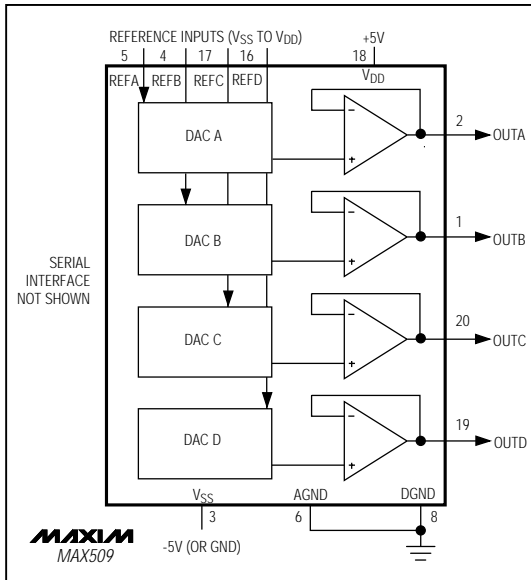 REFERENCE INPUTS (VSS TO VDD)
+5V
5 4 17 16 18
REFA REFB REFC REFD VDD
DAC A
−
+
2
OUTA
DAC B
−
+
1
OUTB
SERIAL
INTERFACE
NOT SHOWN
DAC C
−
+
20
OUTC
DAC D
−
+
19
OUTD
VSS AGND DGND
3 6 8
-5V (OR GND)
MAXIM
MAX509